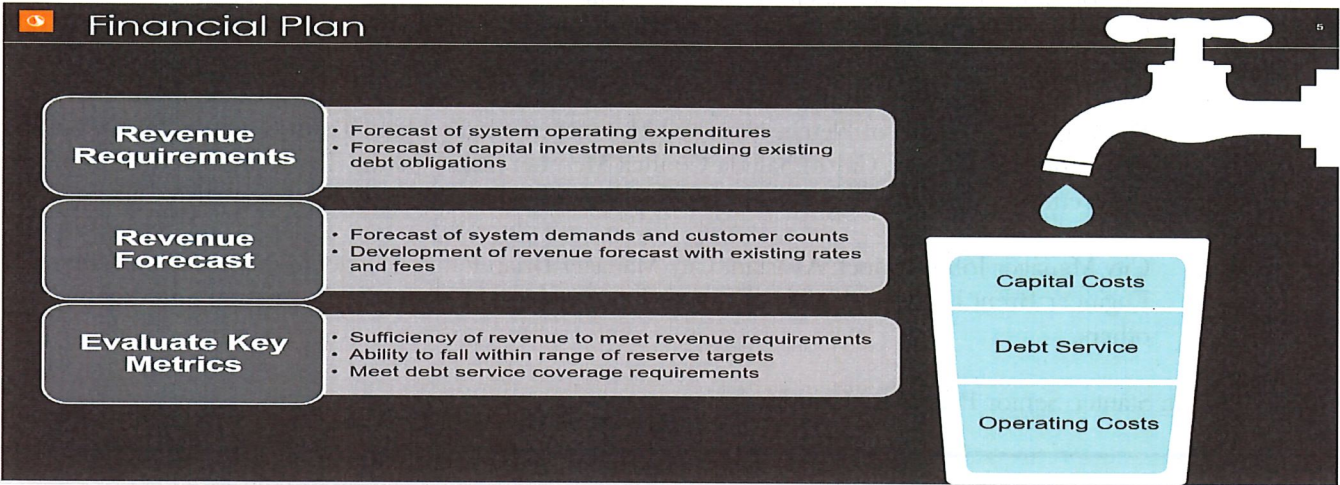 Financial Plan
5
Revenue
Requirements
• Forecast of system operating expenditures
• Forecast of capital investments including existing
debt obligations
Revenue
Forecast
• Forecast of system demands and customer counts
• Development of revenue forecast with existing rates
and fees
Evaluate Key
Metrics
• Sufficiency of revenue to meet revenue requirements
• Ability to fall within range of reserve targets
• Meet debt service coverage requirements
Capital Costs
Debt Service
Operating Costs